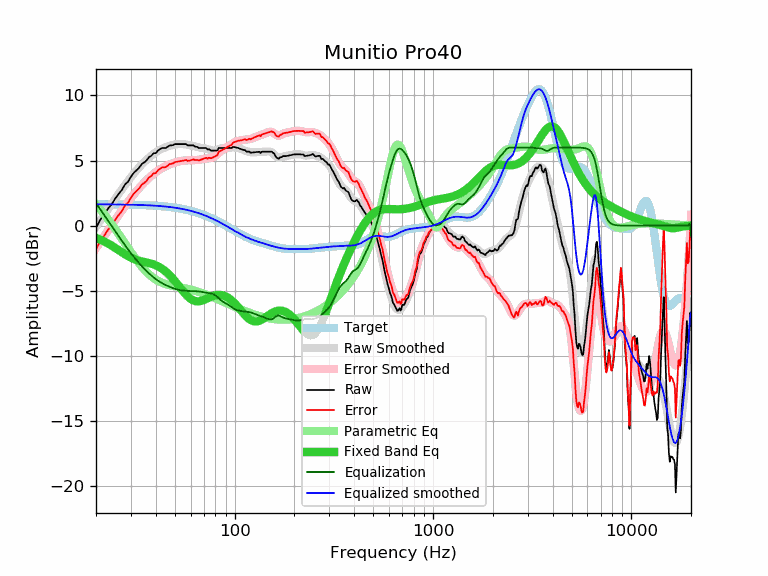 Munitio Pro40
Amplitude (dBr)
10
5
0
−5
−10
−15
−20
Target
Raw Smoothed
Error Smoothed
Raw
Error
Parametric Eq
Fixed Band Eq
Equalization
Equalized smoothed
100
1000
10000
Frequency (Hz)